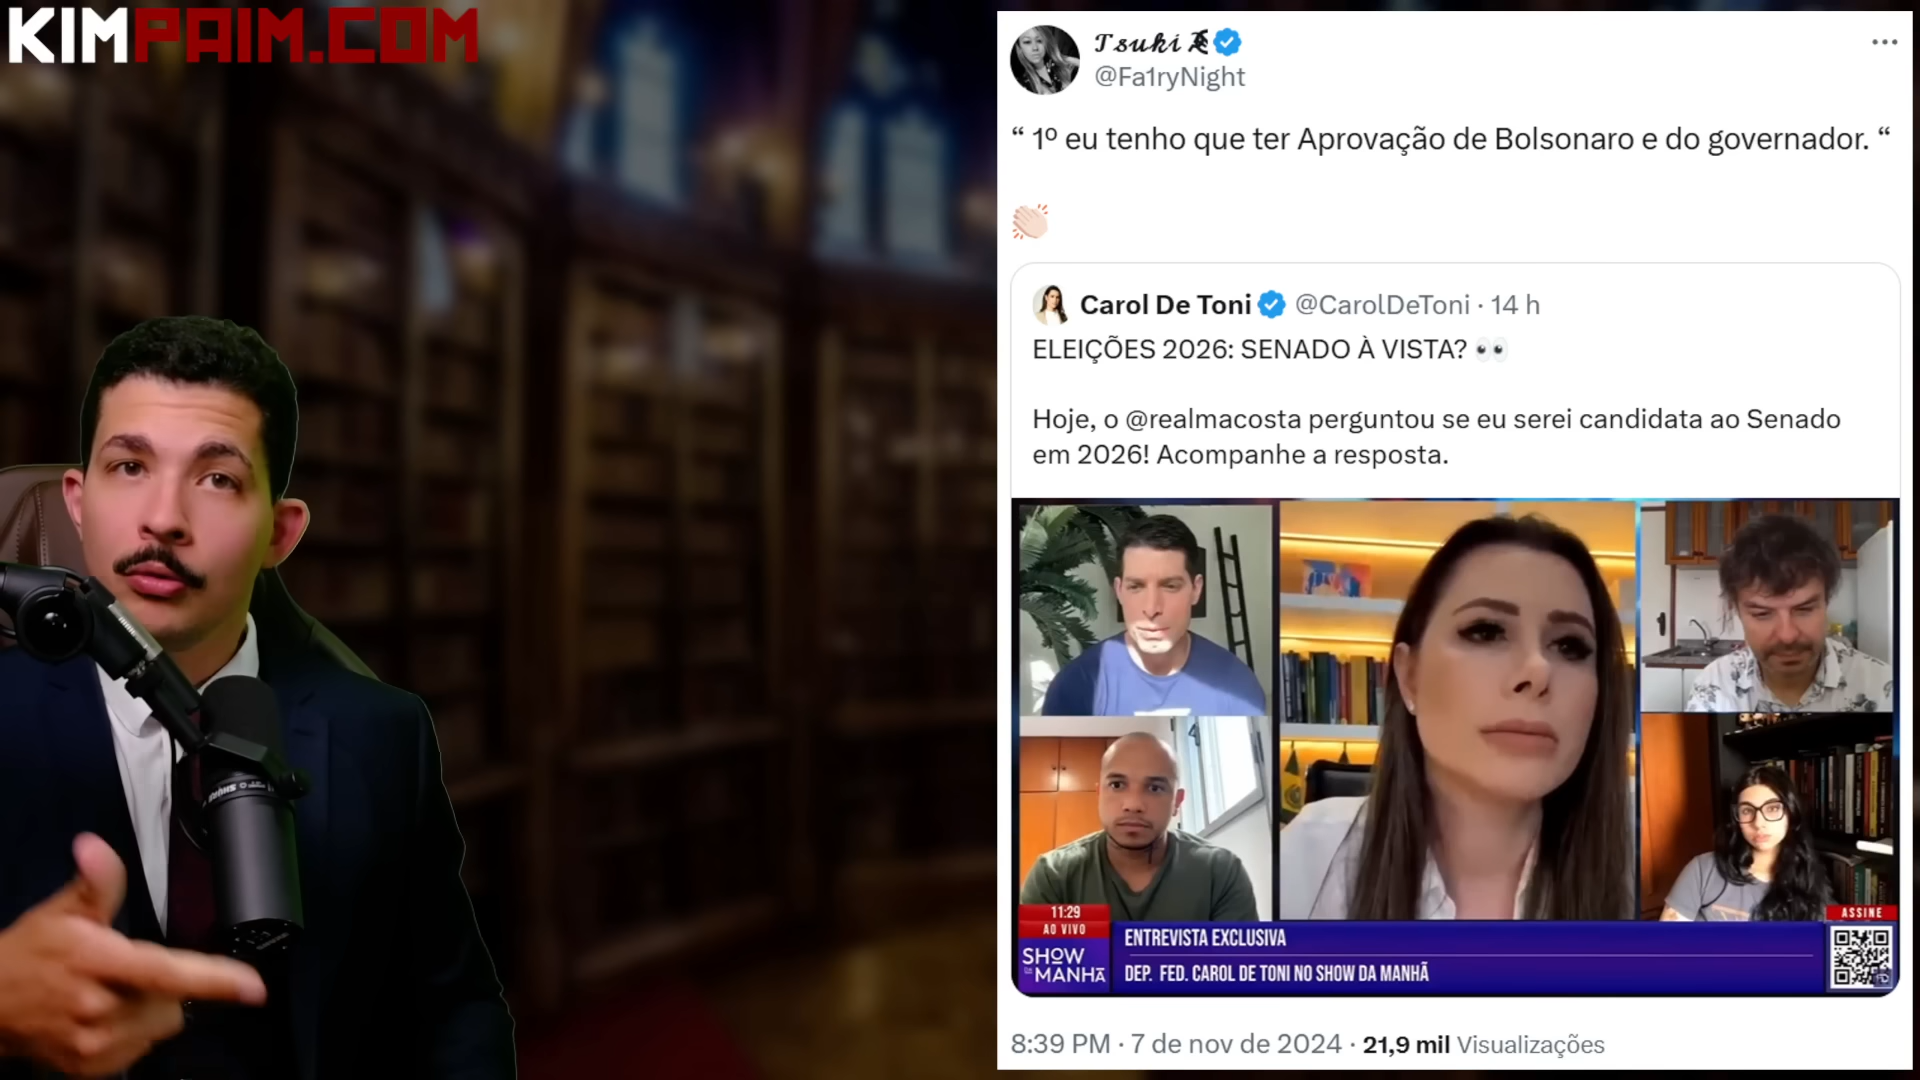 KIMPAIM.COM
Tsuki
@Fa1ryNight
“ 1º eu tenho que ter Aprovação de Bolsonaro e do governador. “
Carol De Toni @CarolDeToni · 14 h
ELEIÇÕES 2026: SENADO À VISTA?
Hoje, o @realmacosta perguntou se eu serei candidata ao Senado
em 2026! Acompanhe a resposta.
11:29
AO VIVO
SHOW
DA MANHÃ
ENTREVISTA EXCLUSIVA
DEP. FED. CAROL DE TONI NO SHOW DA MANHÃ
ASSINE
8:39 PM · 7 de nov de 2024 · 21,9 mil Visualizações